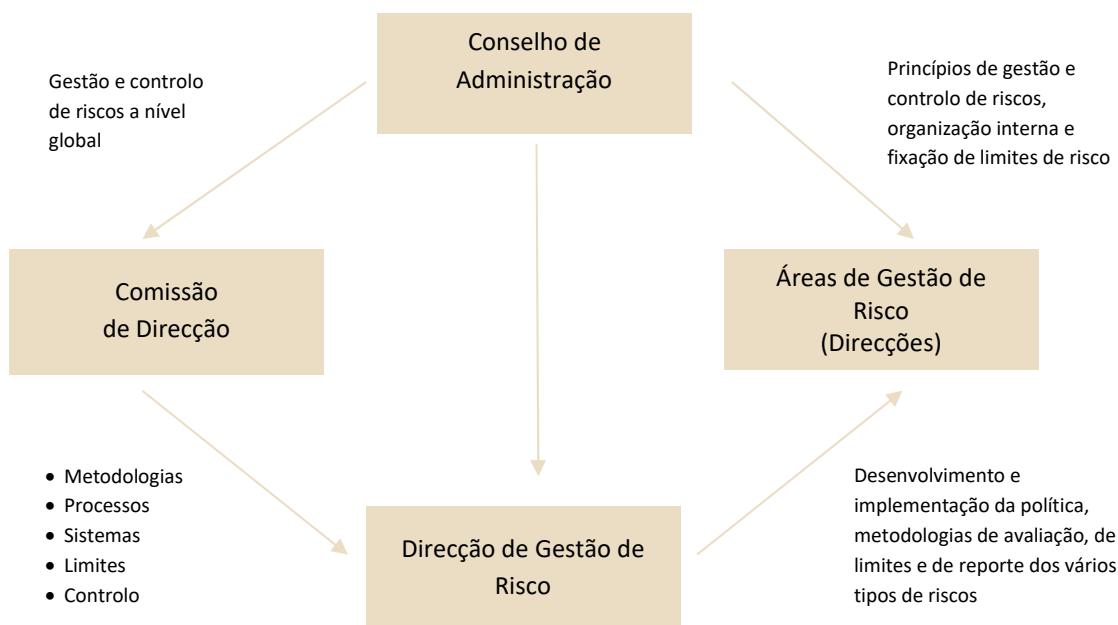 Conselho de
Administração
Gestão e controlo
de riscos a nível
global
Princípios de gestão e
controlo de riscos,
organização interna e
fixação de limites de risco
Comissão
de Direcção
Áreas de Gestão de
Risco
(Direcções)
• Metodologias
• Processos
• Sistemas
• Limites
• Controlo
Direcção de Gestão de
Risco
Desenvolvimento e
implementação da política,
metodologias de avaliação, de
limites e de reporte dos vários
tipos de riscos